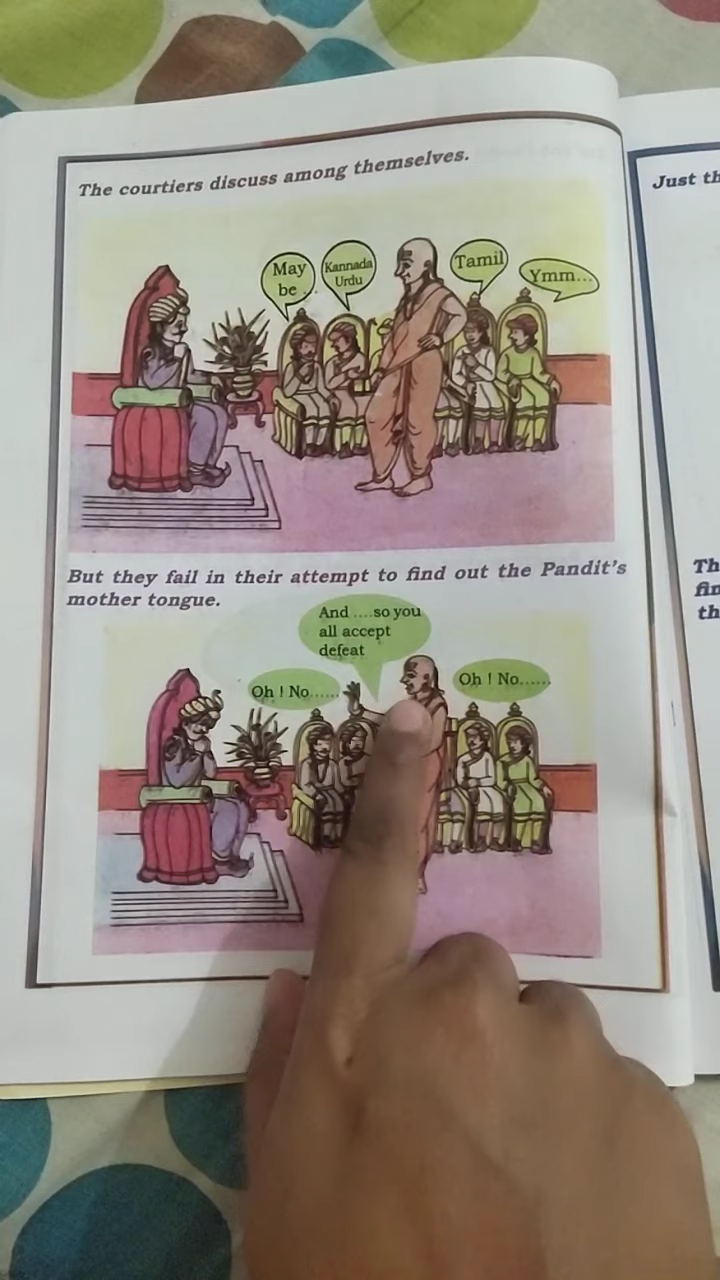 The courtiers discuss among themselves.
May
be ...
Kannada
Urdu
Tamil
Ymm...
But they fail in their attempt to find out the Pandit's
mother tongue.
And ....so you
all accept
defeat
Oh ! No......
Oh ! No......
Just th
Th
fin
th